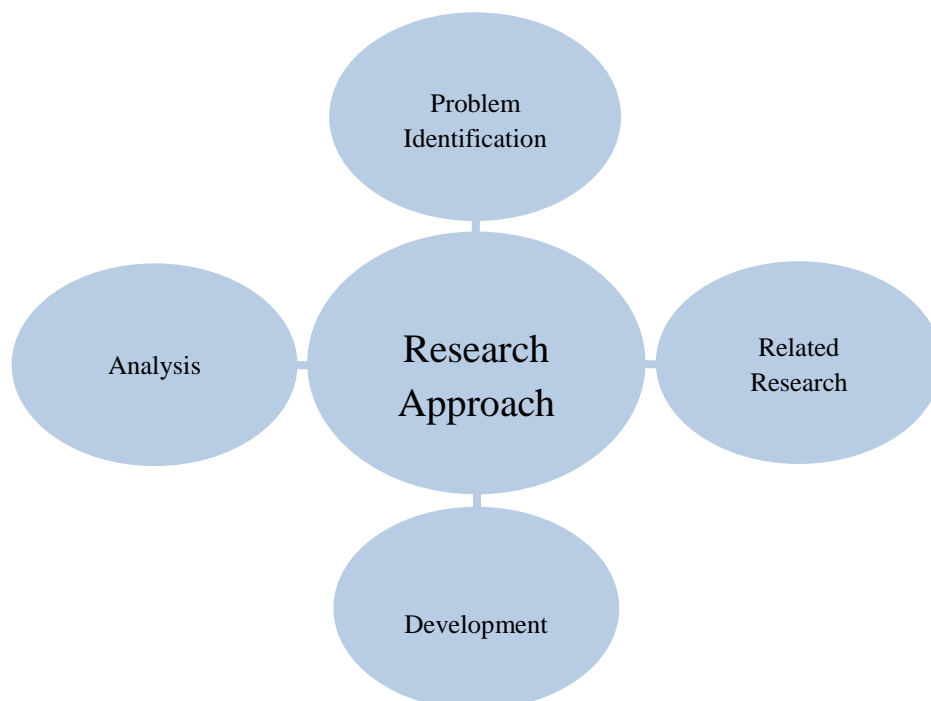 Problem
Identification
Analysis
Research
Approach
Related
Research
Development